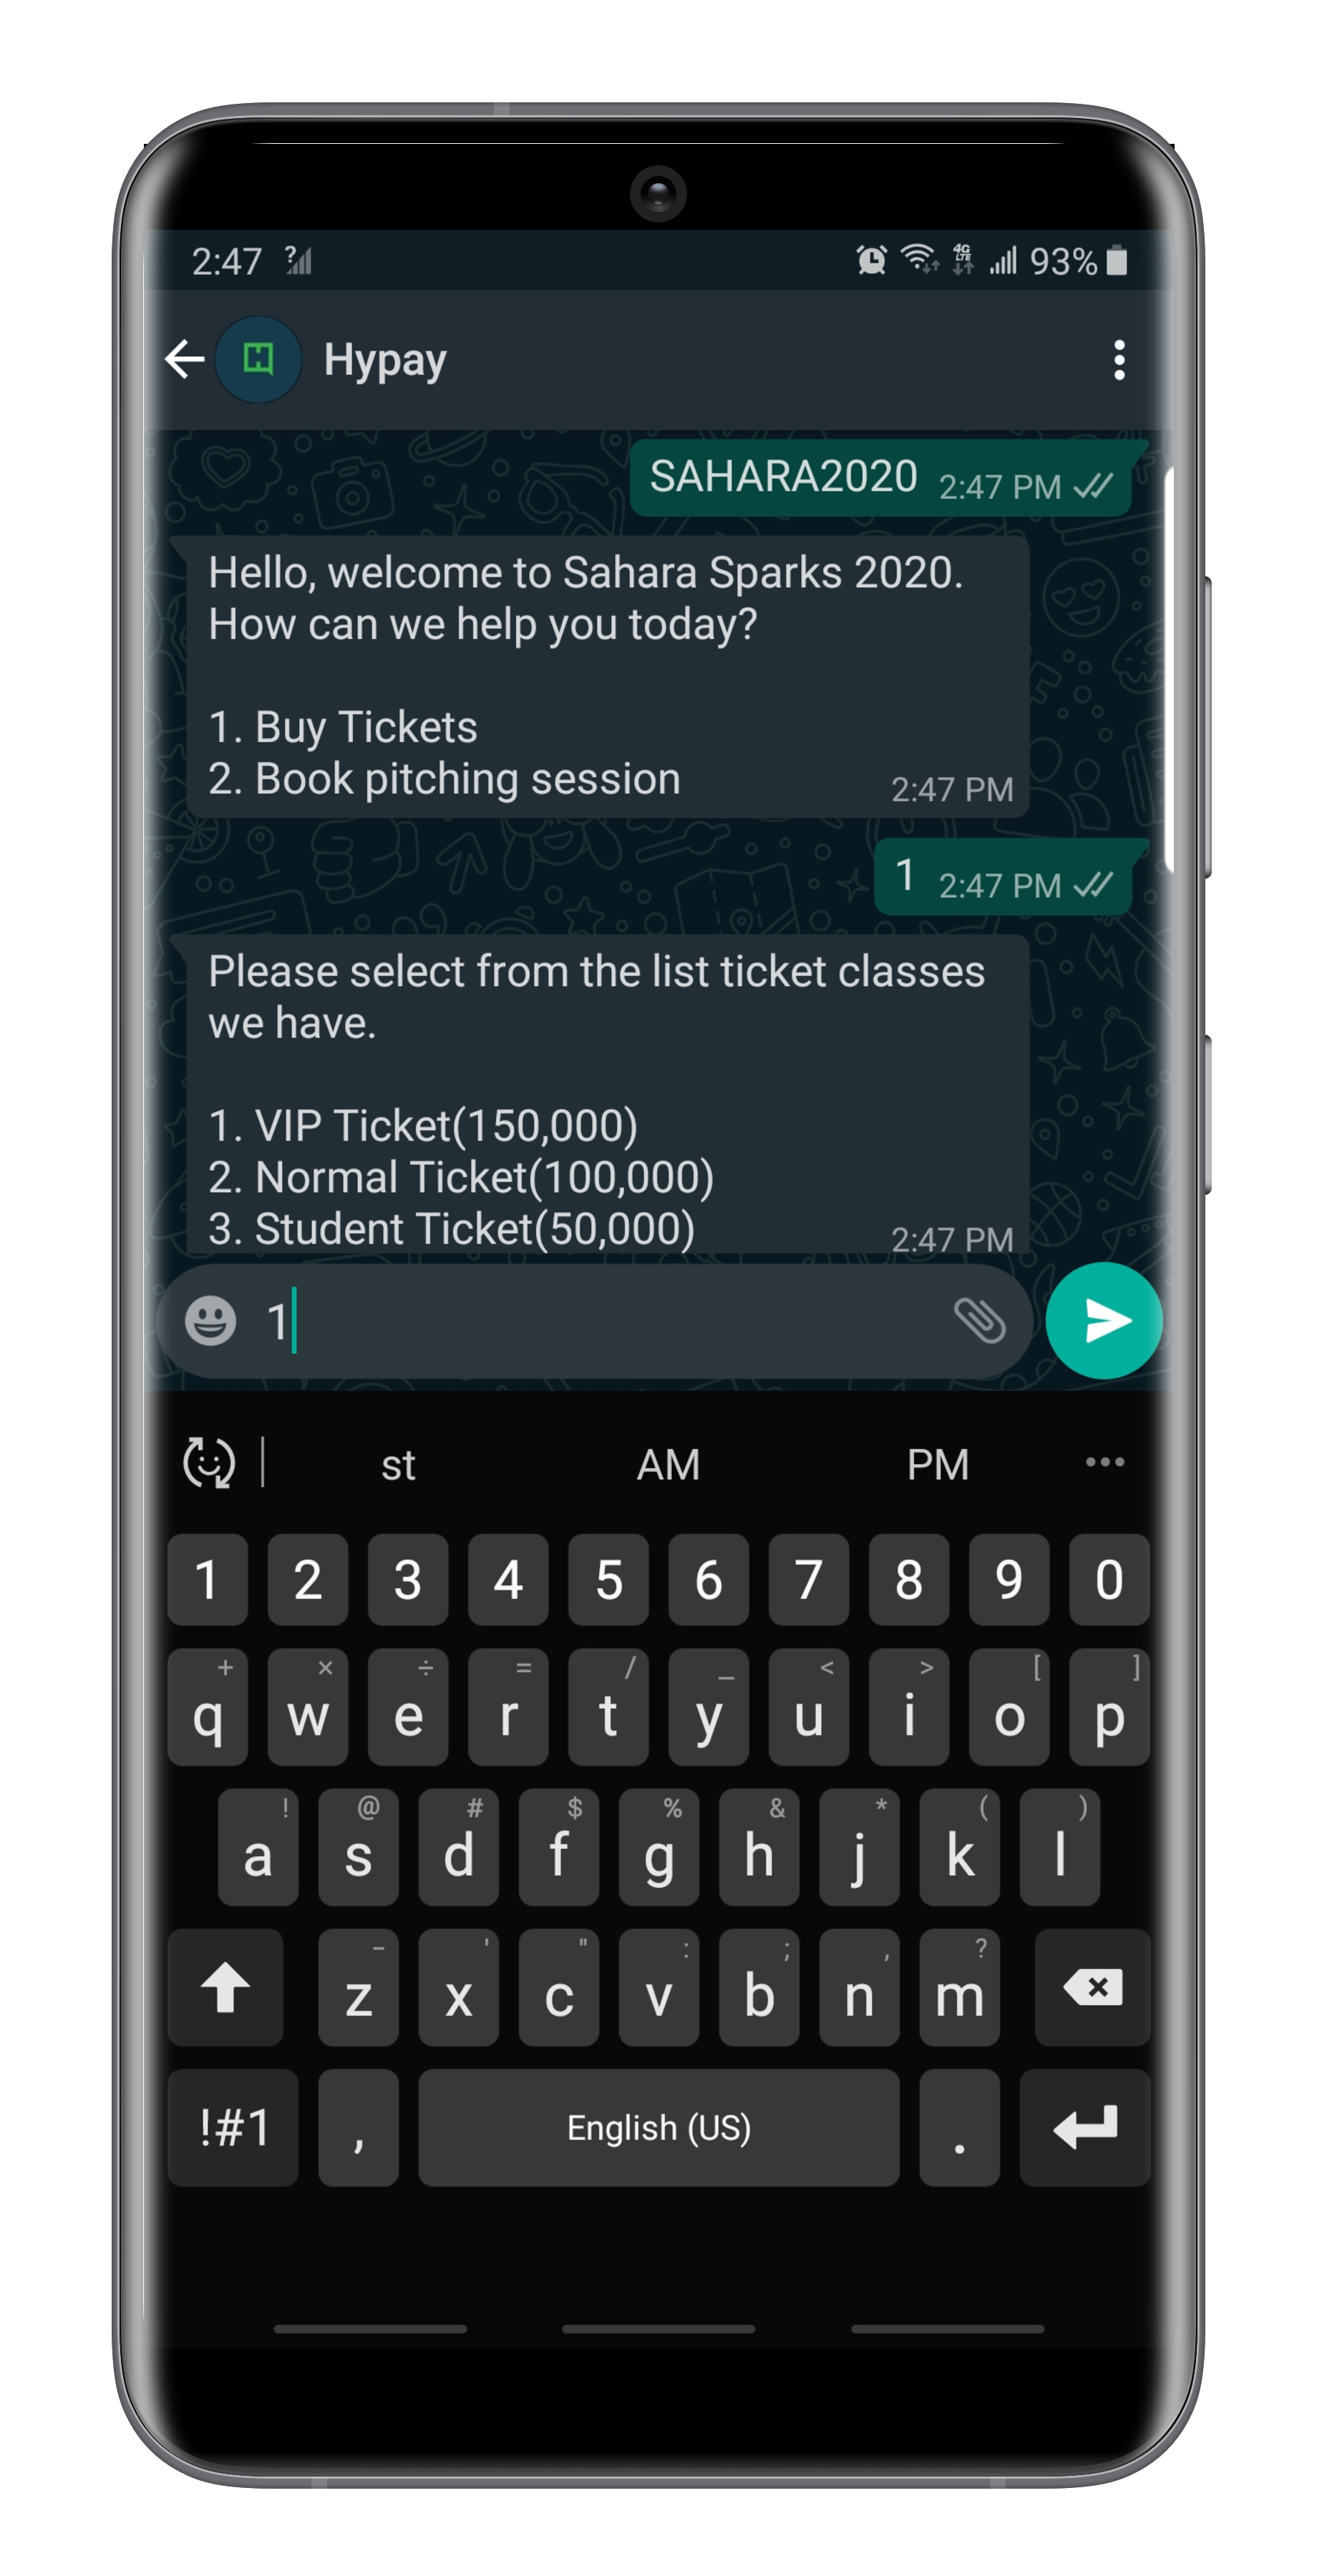 2:47 ? 4G LTE 93%
Hypay
SAHARA2020 2:47 PM
Hello, welcome to Sahara Sparks 2020.
How can we help you today?
1. Buy Tickets
2. Book pitching session 2:47 PM
1 2:47 PM
Please select from the list ticket classes
we have.
1. VIP Ticket(150,000)
2. Normal Ticket(100,000)
3. Student Ticket(50,000) 2:47 PM
1
st AM PM
1 2 3 4 5 6 7 8 9 0
+ × ÷ = / _ < > [ ]
q w e r t y u i o p
! @ # $ % & * ( )
a s d f g h j k l
- ' " : ; , ?
z x c v b n m
!#1 , English (US) .